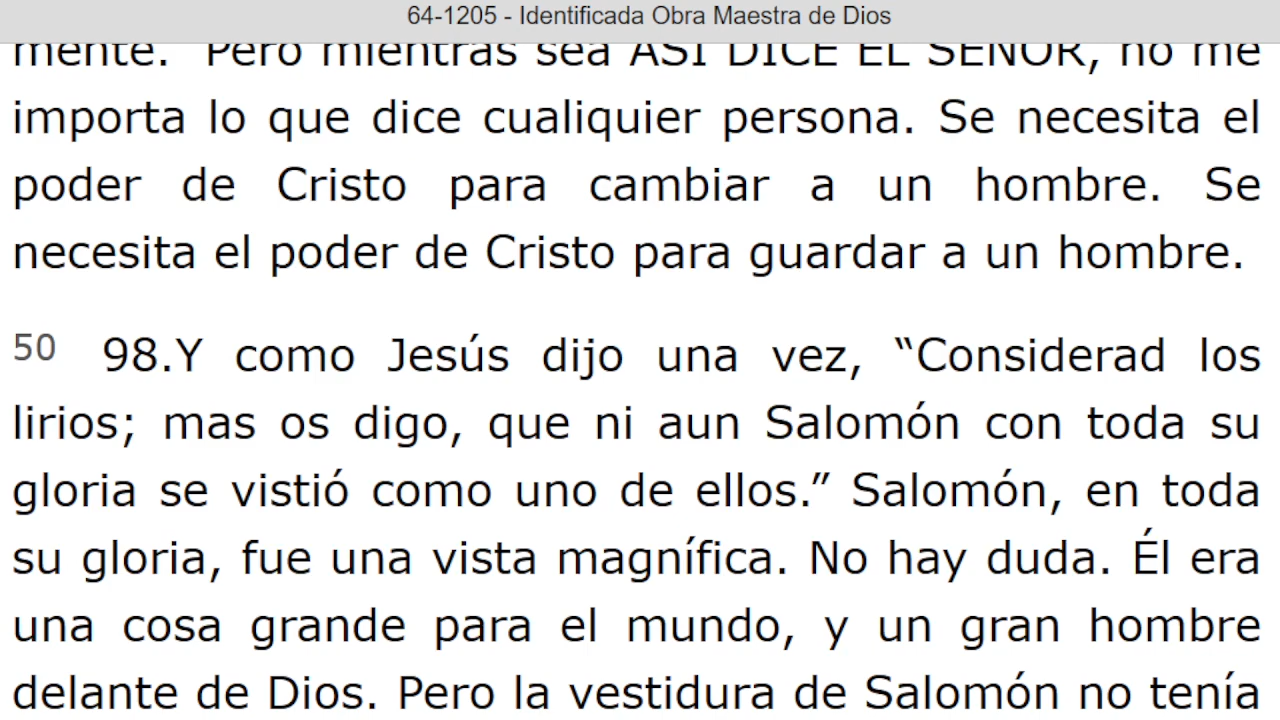 64-1205 - Identificada Obra Maestra de Dios
mente. Pero mientras sea ASÍ DICE EL SEÑOR, no me
importa lo que dice cualiquier persona. Se necesita el
poder de Cristo para cambiar a un hombre. Se
necesita el poder de Cristo para guardar a un hombre.
50 98.Y como Jesús dijo una vez, “Considerad los
lirios; mas os digo, que ni aun Salomón con toda su
gloria se vistió como uno de ellos.” Salomón, en toda
su gloria, fue una vista magnífica. No hay duda. Él era
una cosa grande para el mundo, y un gran hombre
delante de Dios. Pero la vestidura de Salomón no tenía